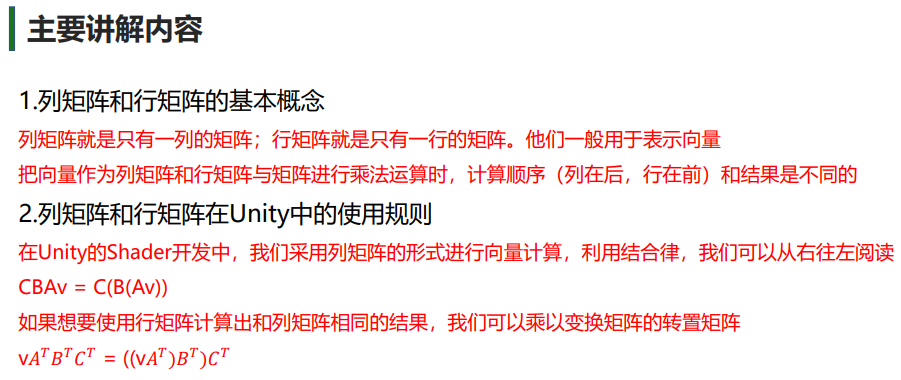 主要讲解内容
1.列矩阵和行矩阵的基本概念
列矩阵就是只有一列的矩阵；行矩阵就是只有一行的矩阵。他们一般用于表示向量
把向量作为列矩阵和行矩阵与矩阵进行乘法运算时，计算顺序（列在后，行在前）和结果是不同的
2.列矩阵和行矩阵在Unity中的使用规则
在Unity的Shader开发中，我们采用列矩阵的形式进行向量计算，利用结合律，我们可以从右往左阅读
CBAv = C(B(Av))
如果想要使用行矩阵计算出和列矩阵相同的结果，我们可以乘以变换矩阵的转置矩阵
vAᵀBᵀCᵀ = ((vAᵀ)Bᵀ)Cᵀ